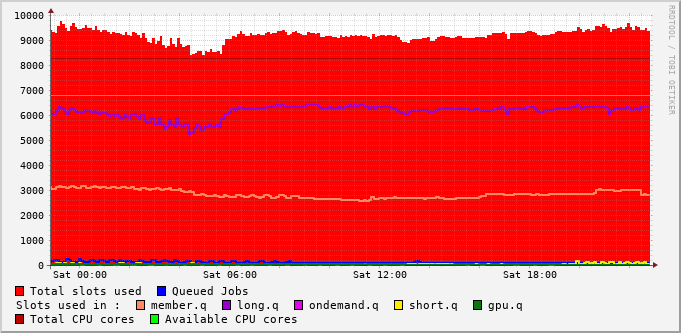 10000
9000
8000
7000
6000
5000
4000
3000
2000
1000
0
Sat 00:00 Sat 06:00 Sat 12:00 Sat 18:00
Total slots used Queued Jobs
Slots used in : member.q long.q ondemand.q short.q gpu.q
Total CPU cores Available CPU cores
RRDTOOL / TOBI OETIKER